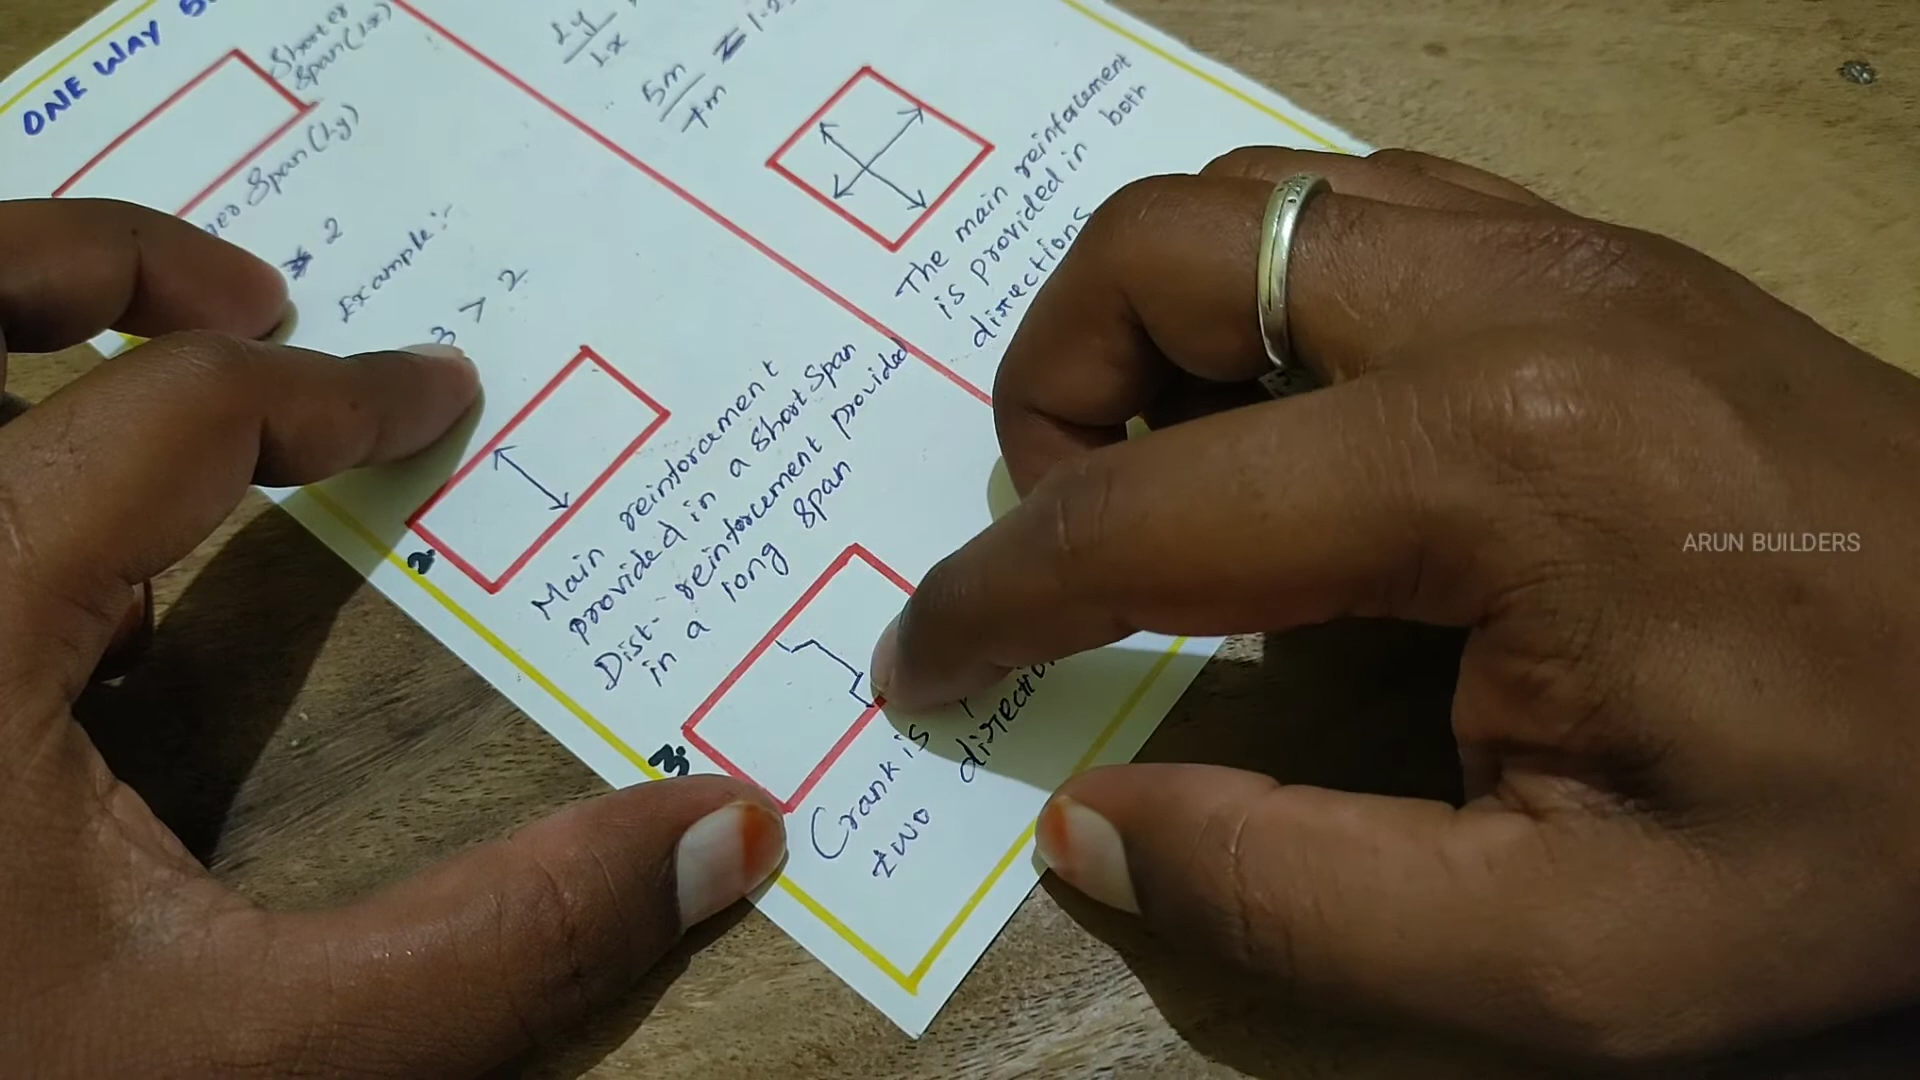 ONE WAY
Shorter
Span(Lx)
Span(Ly)
2
Example:-
3 > 2
2.
Main reinforcement
provided in a short span
Dist- reinforcement provided
in a long span
3.
Crank is
two direction
Ly
Lx
5m
4m
The main reinforcement
is provided in both
directions
ARUN BUILDERS